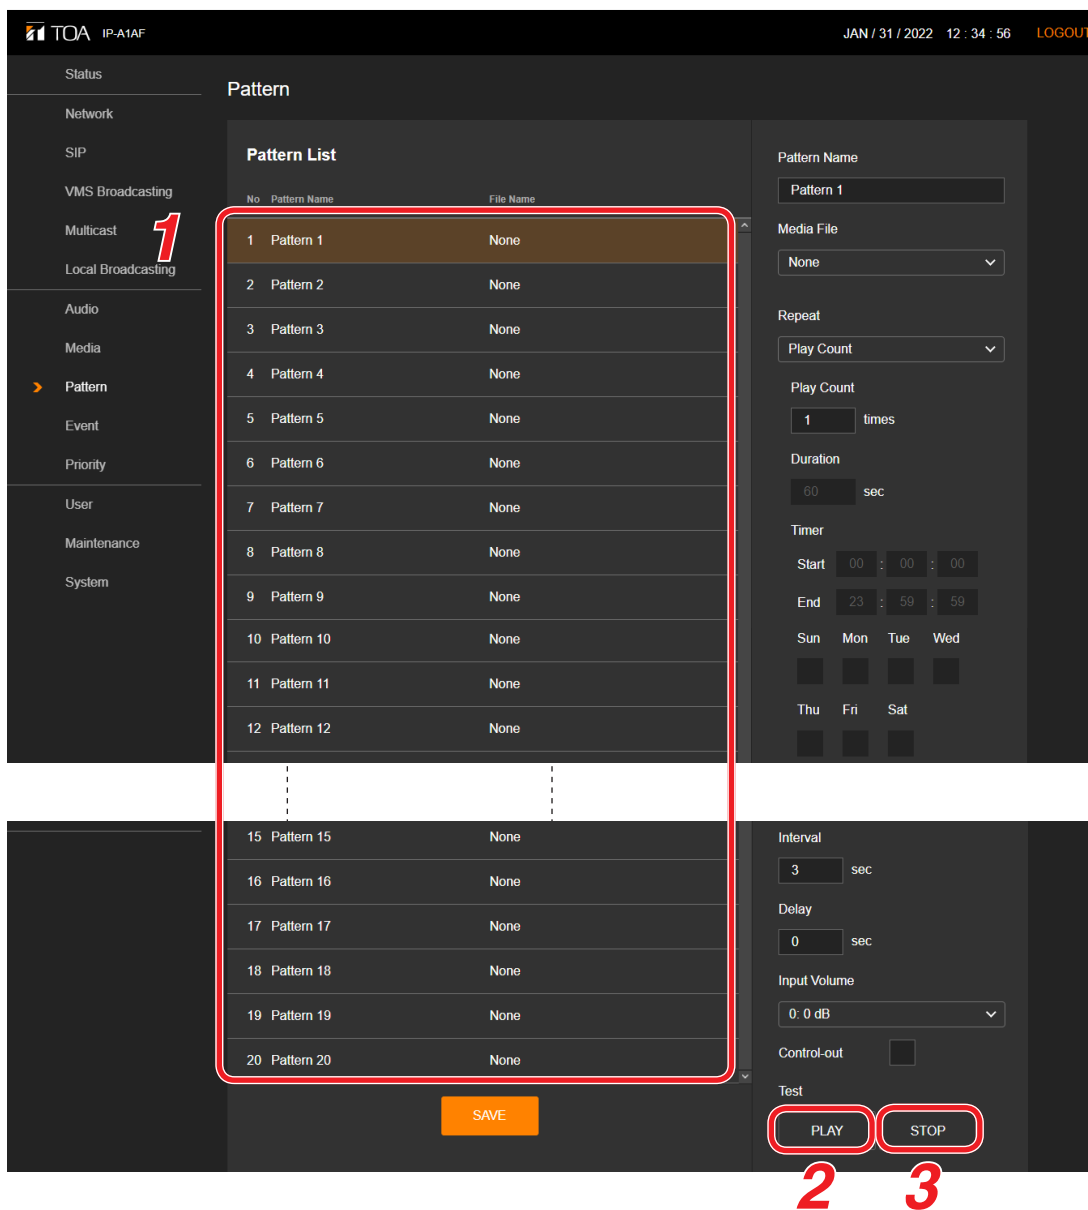 TOA IP-A1AF
JAN / 31 / 2022 12 : 34 : 56 LOGOUT
Status
Network
SIP
VMS Broadcasting
Multicast
Local Broadcasting
Audio
Media
Pattern
Event
Priority
User
Maintenance
System
1
Pattern
Pattern List
No Pattern Name File Name
1 Pattern 1 None
2 Pattern 2 None
3 Pattern 3 None
4 Pattern 4 None
5 Pattern 5 None
6 Pattern 6 None
7 Pattern 7 None
8 Pattern 8 None
9 Pattern 9 None
10 Pattern 10 None
11 Pattern 11 None
12 Pattern 12 None
15 Pattern 15 None
16 Pattern 16 None
17 Pattern 17 None
18 Pattern 18 None
19 Pattern 19 None
20 Pattern 20 None
SAVE
Pattern Name
Pattern 1
Media File
None
Repeat
Play Count
Play Count
1 times
Duration
60 sec
Timer
Start 00 : 00 : 00
End 23 : 59 : 59
Sun Mon Tue Wed
Thu Fri Sat
Interval
3 sec
Delay
0 sec
Input Volume
0: 0 dB
Control-out
Test
PLAY STOP
2 3